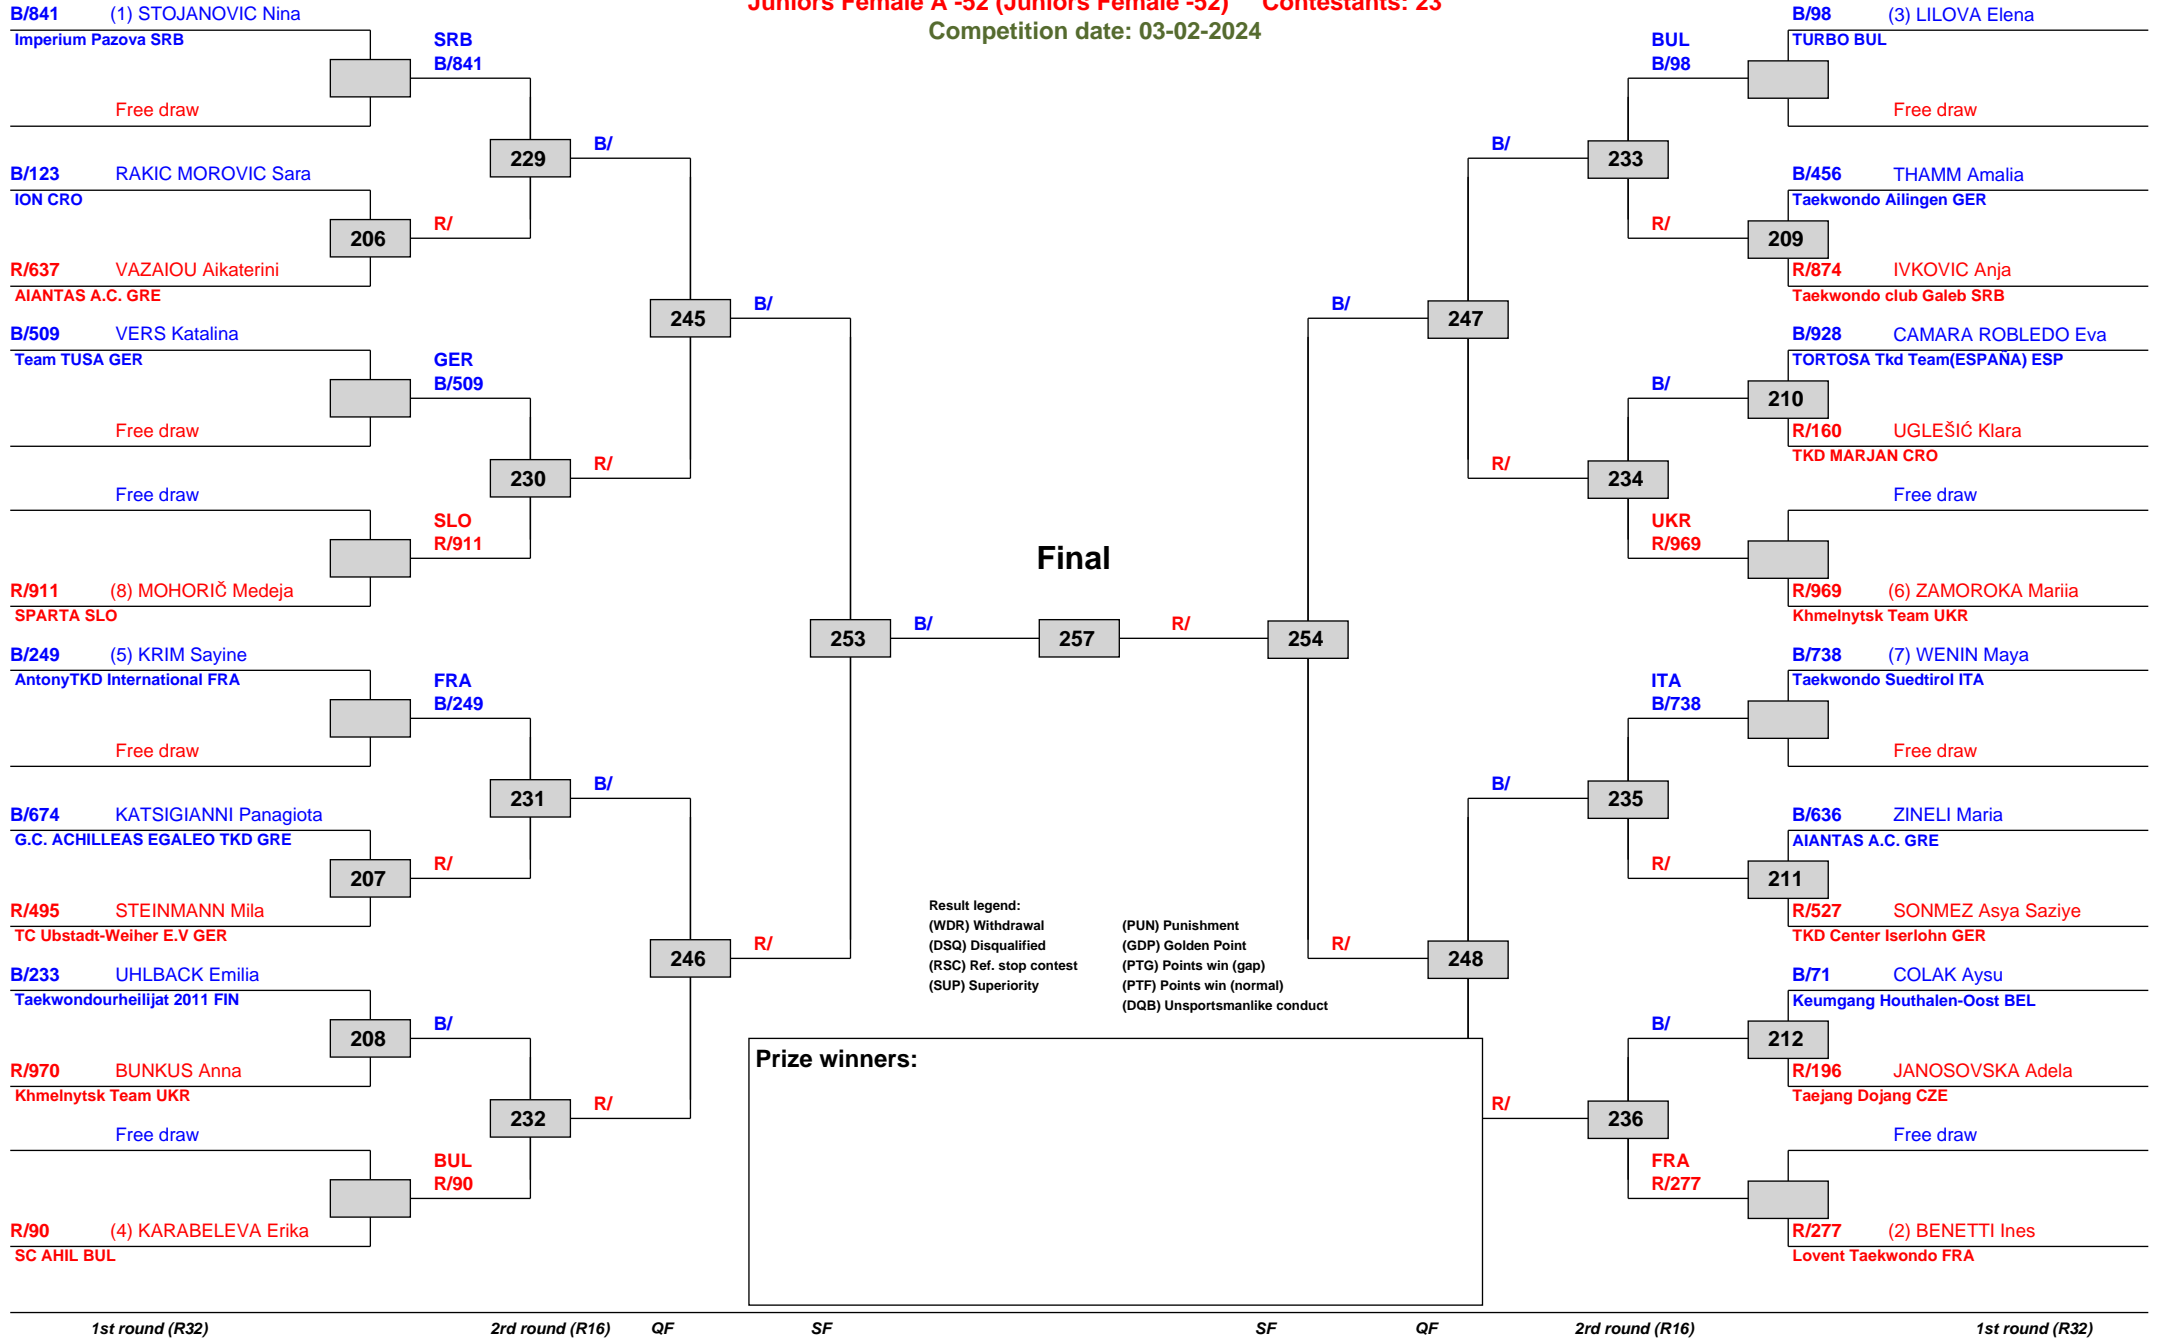 Juniors Female A -52 (Juniors Female -52) Contestants: 23
Competition date: 03-02-2024
B/841 (1) STOJANOVIC Nina
Imperium Pazova SRB
Free draw
SRB
B/841
B/123 RAKIC MOROVIC Sara
ION CRO
206
R/637 VAZAIOU Aikaterini
AIANTAS A.C. GRE
R/
229
B/
B/509 VERS Katalina
Team TUSA GER
Free draw
GER
B/509
Free draw
R/911 (8) MOHORIČ Medeja
SPARTA SLO
SLO
R/911
230
R/
245
B/
B/249 (5) KRIM Sayine
AntonyTKD International FRA
Free draw
FRA
B/249
B/674 KATSIGIANNI Panagiota
G.C. ACHILLEAS EGALEO TKD GRE
207
R/495 STEINMANN Mila
TC Ubstadt-Weiher E.V GER
R/
231
B/
B/233 UHLBACK Emilia
Taekwondourheilijat 2011 FIN
208
R/970 BUNKUS Anna
Khmelnytsk Team UKR
B/
Free draw
R/90 (4) KARABELEVA Erika
SC AHIL BUL
BUL
R/90
232
R/
246
R/
253
B/
Final
257
R/
254
B/98 (3) LILOVA Elena
TURBO BUL
Free draw
BUL
B/98
B/456 THAMM Amalia
Taekwondo Ailingen GER
209
R/874 IVKOVIC Anja
Taekwondo club Galeb SRB
R/
233
B/
B/928 CAMARA ROBLEDO Eva
TORTOSA Tkd Team(ESPAÑA) ESP
210
R/160 UGLEŠIĆ Klara
TKD MARJAN CRO
B/
Free draw
R/969 (6) ZAMOROKA Mariia
Khmelnytsk Team UKR
UKR
R/969
234
R/
247
B/
B/738 (7) WENIN Maya
Taekwondo Suedtirol ITA
Free draw
ITA
B/738
B/636 ZINELI Maria
AIANTAS A.C. GRE
211
R/527 SONMEZ Asya Saziye
TKD Center Iserlohn GER
R/
235
B/
B/71 COLAK Aysu
Keumgang Houthalen-Oost BEL
212
R/196 JANOSOVSKA Adela
Taejang Dojang CZE
B/
Free draw
R/277 (2) BENETTI Ines
Lovent Taekwondo FRA
FRA
R/277
236
R/
248
R/
Result legend:
(WDR) Withdrawal (PUN) Punishment
(DSQ) Disqualified (GDP) Golden Point
(RSC) Ref. stop contest (PTG) Points win (gap)
(SUP) Superiority (PTF) Points win (normal)
(DQB) Unsportsmanlike conduct
Prize winners:
1st round (R32) 2rd round (R16) QF SF SF QF 2rd round (R16) 1st round (R32)